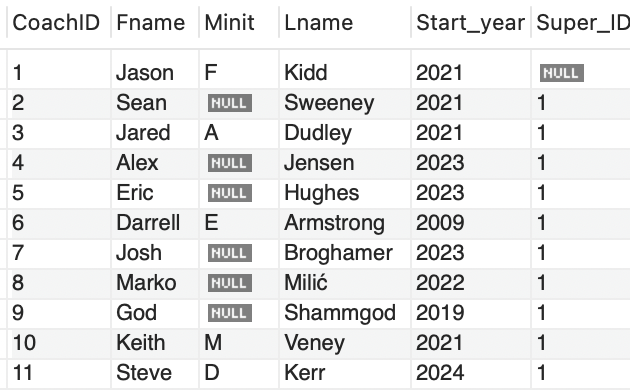 CoachID Fname Minit Lname Start_year Super_ID
1 Jason F Kidd 2021 NULL
2 Sean NULL Sweeney 2021 1
3 Jared A Dudley 2021 1
4 Alex NULL Jensen 2023 1
5 Eric NULL Hughes 2023 1
6 Darrell E Armstrong 2009 1
7 Josh NULL Broghamer 2023 1
8 Marko NULL Milić 2022 1
9 God NULL Shammgod 2019 1
10 Keith M Veney 2021 1
11 Steve D Kerr 2024 1